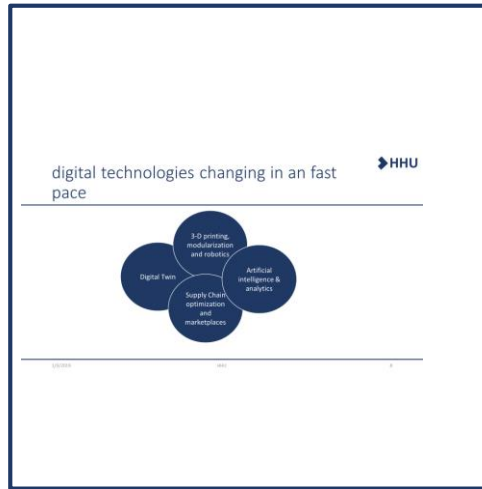 digital technologies changing in an fast
pace
HHU
3-D printing,
modularization
and robotics
Digital Twin
Artificial
intelligence &
analytics
Supply Chain
optimization
and
marketplaces
HHU